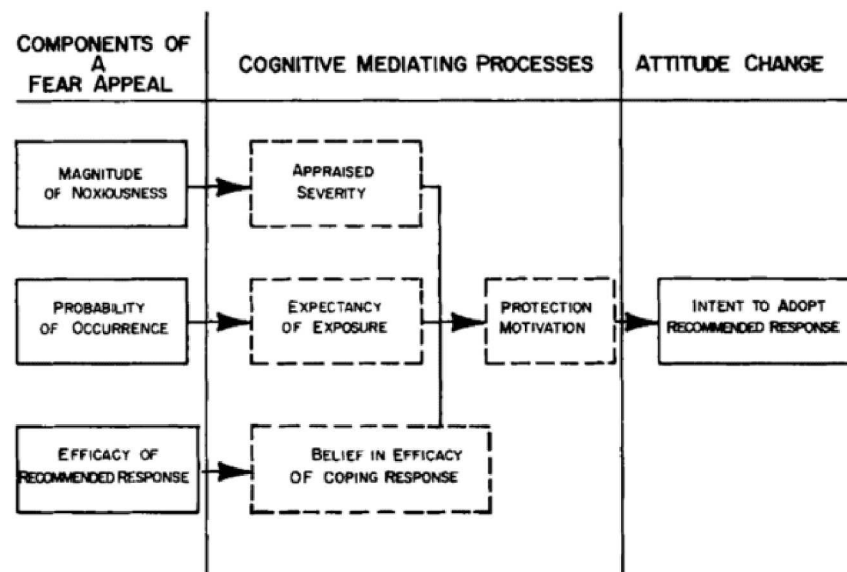 COMPONENTS OF
A
FEAR APPEAL
COGNITIVE MEDIATING PROCESSES
ATTITUDE CHANGE
MAGNITUDE
OF NOXIOUSNESS
APPRAISED
SEVERITY
PROBABILITY
OF OCCURRENCE
EXPECTANCY
OF EXPOSURE
PROTECTION
MOTIVATION
INTENT TO ADOPT
RECOMMENDED RESPONSE
EFFICACY OF
RECOMMENDED RESPONSE
BELIEF IN EFFICACY
OF COPING RESPONSE